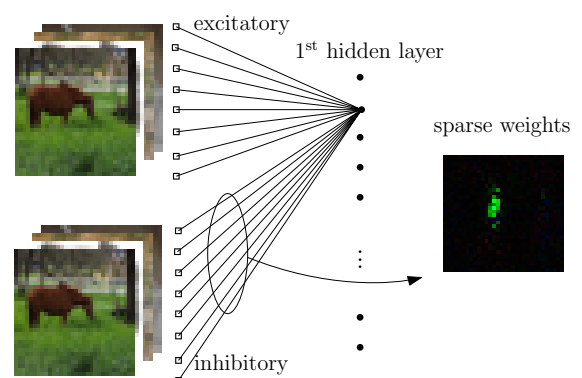 excitatory
1st hidden layer
sparse weights
inhibitory